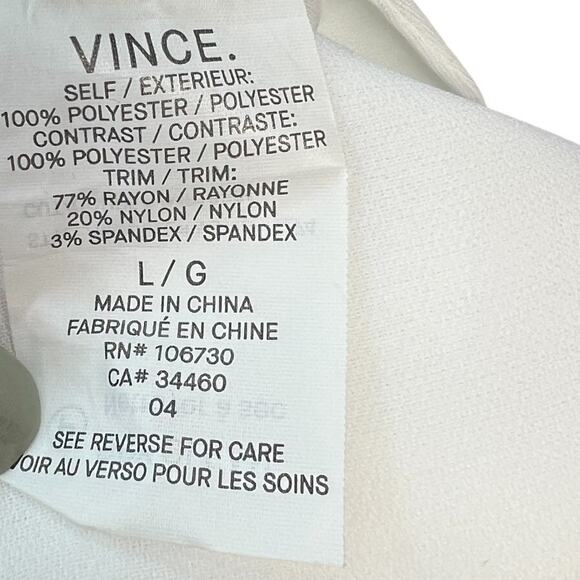 VINCE.
SELF / EXTERIEUR:
100% POLYESTER / POLYESTER
CONTRAST / CONTRASTE:
100% POLYESTER / POLYESTER
TRIM / TRIM:
77% RAYON / RAYONNE
20% NYLON / NYLON
3% SPANDEX / SPANDEX
L / G
MADE IN CHINA
FABRIQUÉ EN CHINE
RN# 106730
CA# 34460
04
SEE REVERSE FOR CARE
VOIR AU VERSO POUR LES SOINS